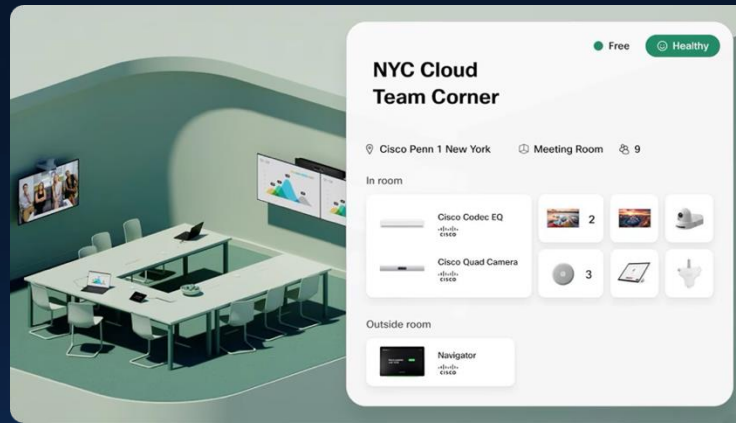 Free
Healthy
NYC Cloud
Team Corner
Cisco Penn 1 New York
Meeting Room
9
In room
Cisco Codec EQ
CISCO
2
Cisco Quad Camera
CISCO
3
Outside room
Navigator
CISCO